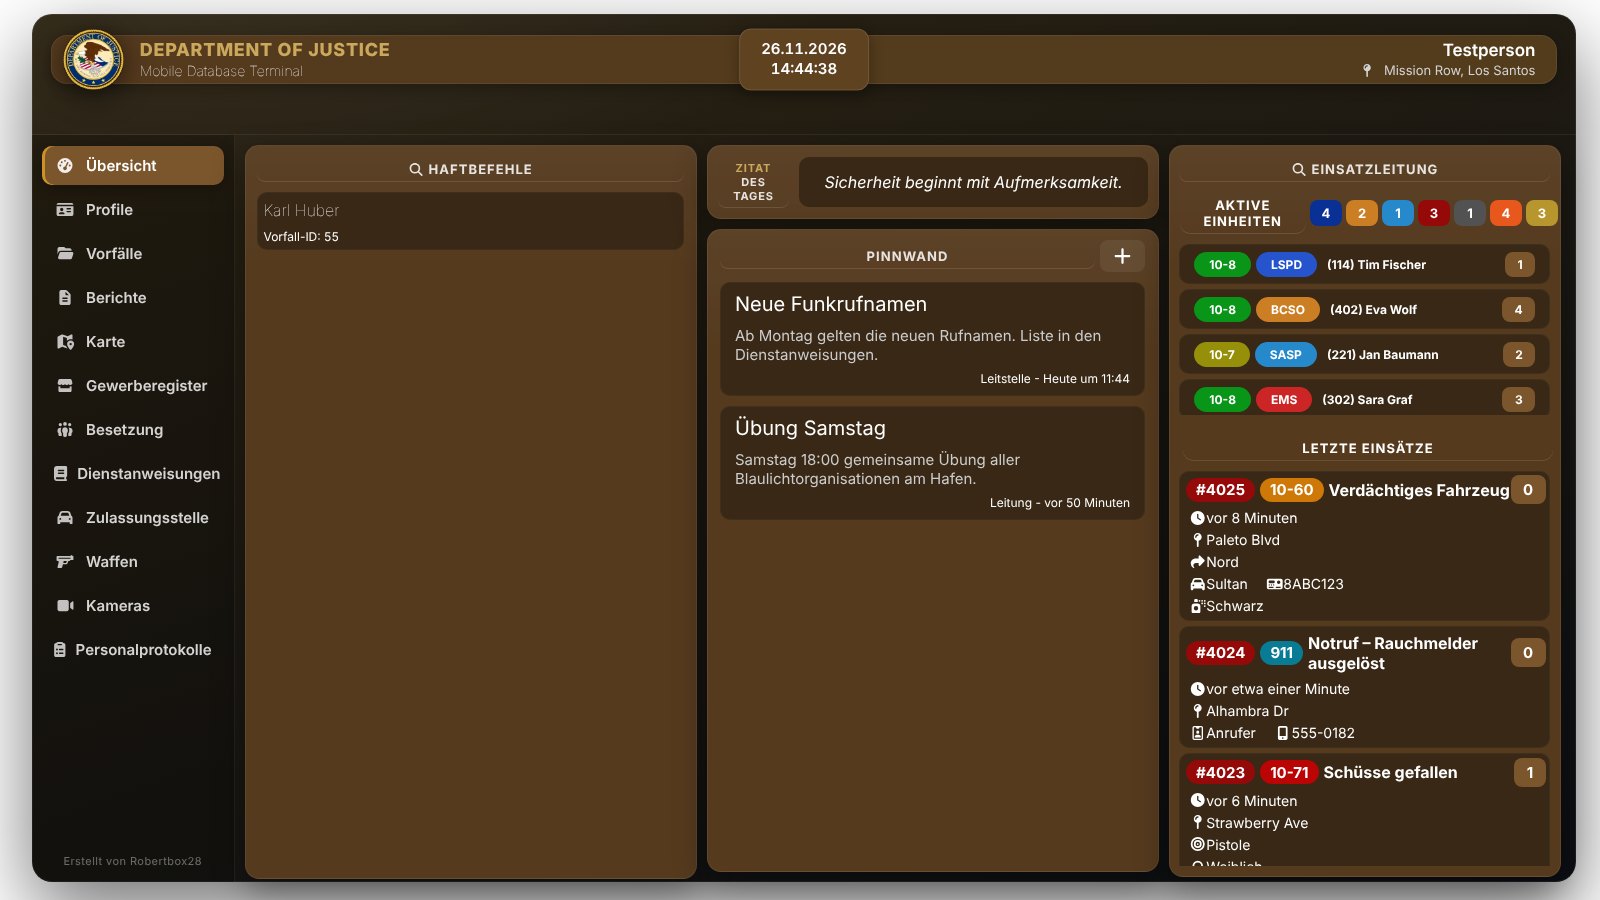 DEPARTMENT OF JUSTICE
Mobile Database Terminal
26.11.2026
14:44:38
Testperson
Mission Row, Los Santos
Übersicht
Profile
Vorfälle
Berichte
Karte
Gewerberegister
Besetzung
Dienstanweisungen
Zulassungsstelle
Waffen
Kameras
Personalprotokolle
Erstellt von Robertbox28
HAFTBEFEHLE
Karl Huber
Vorfall-ID: 55
ZITAT
DES
TAGES
Sicherheit beginnt mit Aufmerksamkeit.
PINNWAND
Neue Funkrufnamen
Ab Montag gelten die neuen Rufnamen. Liste in den
Dienstanweisungen.
Leitstelle - Heute um 11:44
Übung Samstag
Samstag 18:00 gemeinsame Übung aller
Blaulichtorganisationen am Hafen.
Leitung - vor 50 Minuten
EINSATZLEITUNG
AKTIVE
EINHEITEN
4 2 1 3 1 4 3
10-8 LSPD (114) Tim Fischer 1
10-8 BCSO (402) Eva Wolf 4
10-7 SASP (221) Jan Baumann 2
10-8 EMS (302) Sara Graf 3
LETZTE EINSÄTZE
#4025 10-60 Verdächtiges Fahrzeug 0
vor 8 Minuten
Paleto Blvd
Nord
Sultan 8ABC123
Schwarz
#4024 911 Notruf – Rauchmelder
ausgelöst 0
vor etwa einer Minute
Alhambra Dr
Anrufer 555-0182
#4023 10-71 Schüsse gefallen 1
vor 6 Minuten
Strawberry Ave
Pistole